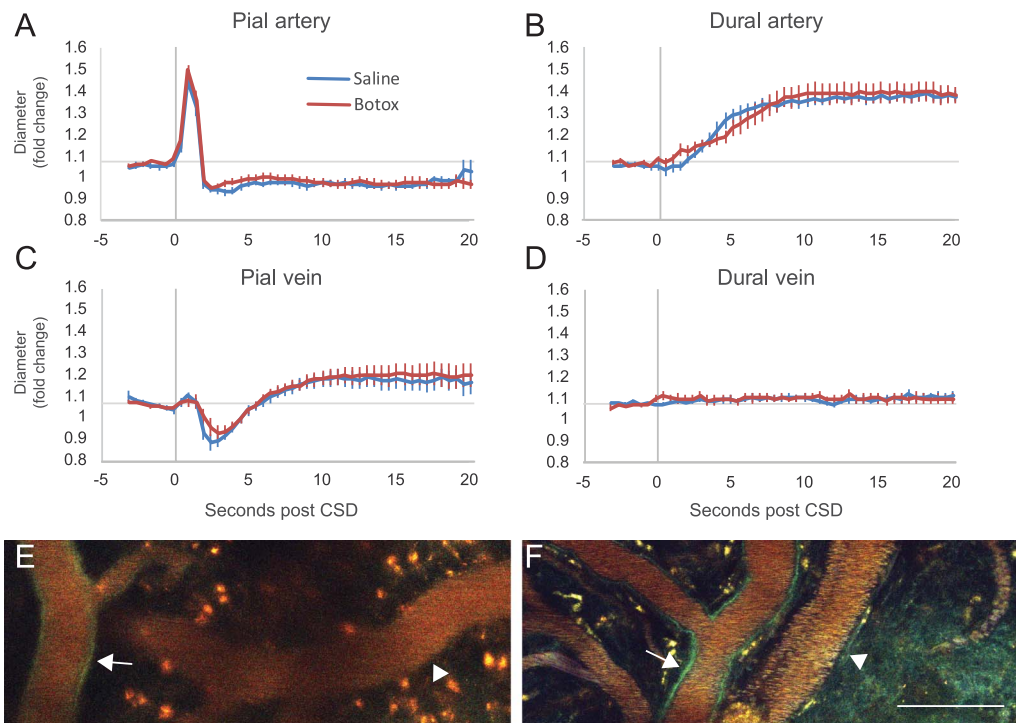 A Pial artery
B Dural artery
Diameter
(fold change)
1.6
1.5
1.4
1.3
1.2
1.1
1
0.9
0.8
-5 0 5 10 15 20
Saline
Botox
1.6
1.5
1.4
1.3
1.2
1.1
1
0.9
0.8
-5 0 5 10 15 20
C Pial vein
D Dural vein
Diameter
(fold change)
1.6
1.5
1.4
1.3
1.2
1.1
1
0.9
0.8
-5 0 5 10 15 20
1.6
1.5
1.4
1.3
1.2
1.1
1
0.9
0.8
-5 0 5 10 15 20
Seconds post CSD
Seconds post CSD
E
F